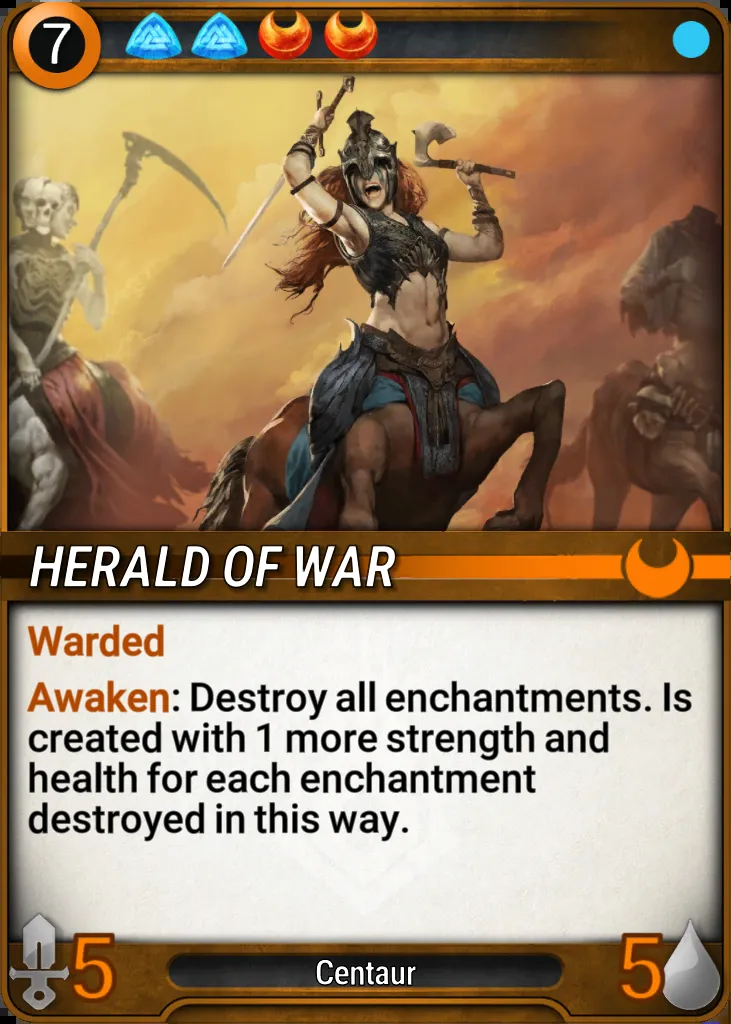 7
HERALD OF WAR
Warded
Awaken: Destroy all enchantments. Is
created with 1 more strength and
health for each enchantment
destroyed in this way.
5
Centaur
5